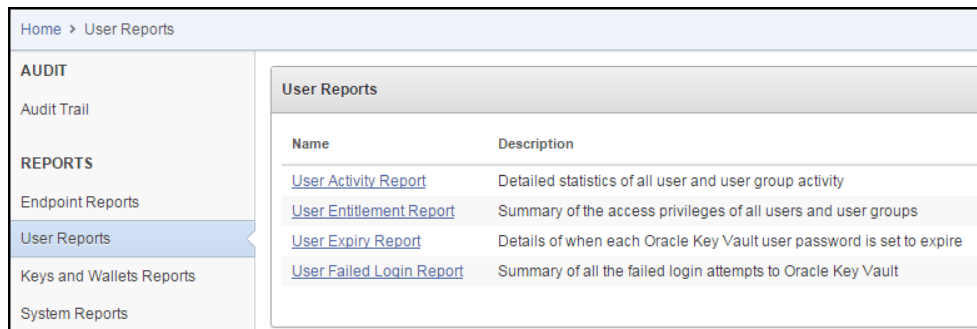 Home > User Reports
AUDIT
Audit Trail
REPORTS
Endpoint Reports
User Reports
Keys and Wallets Reports
System Reports
User Reports
Name Description
User Activity Report Detailed statistics of all user and user group activity
User Entitlement Report Summary of the access privileges of all users and user groups
User Expiry Report Details of when each Oracle Key Vault user password is set to expire
User Failed Login Report Summary of all the failed login attempts to Oracle Key Vault